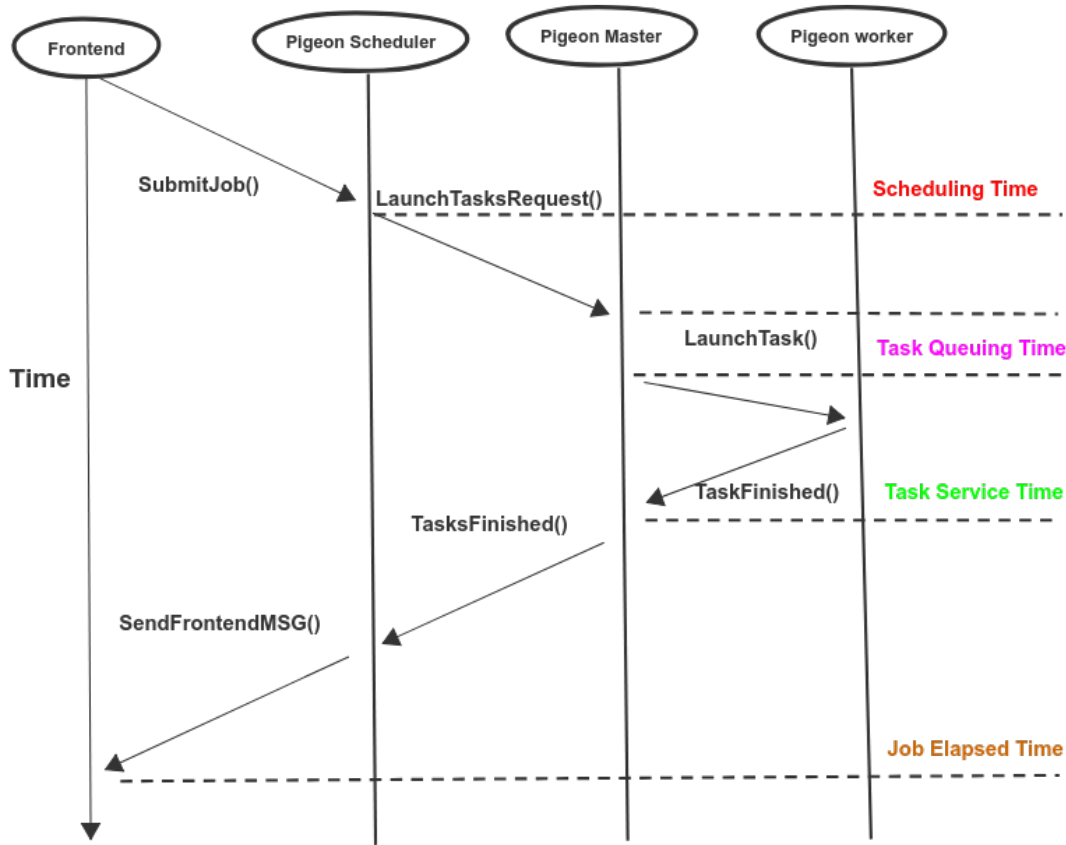 Frontend
Pigeon Scheduler
Pigeon Master
Pigeon worker
SubmitJob()
LaunchTasksRequest()
Scheduling Time
LaunchTask()
Task Queuing Time
Time
TaskFinished()
Task Service Time
TasksFinished()
SendFrontendMSG()
Job Elapsed Time